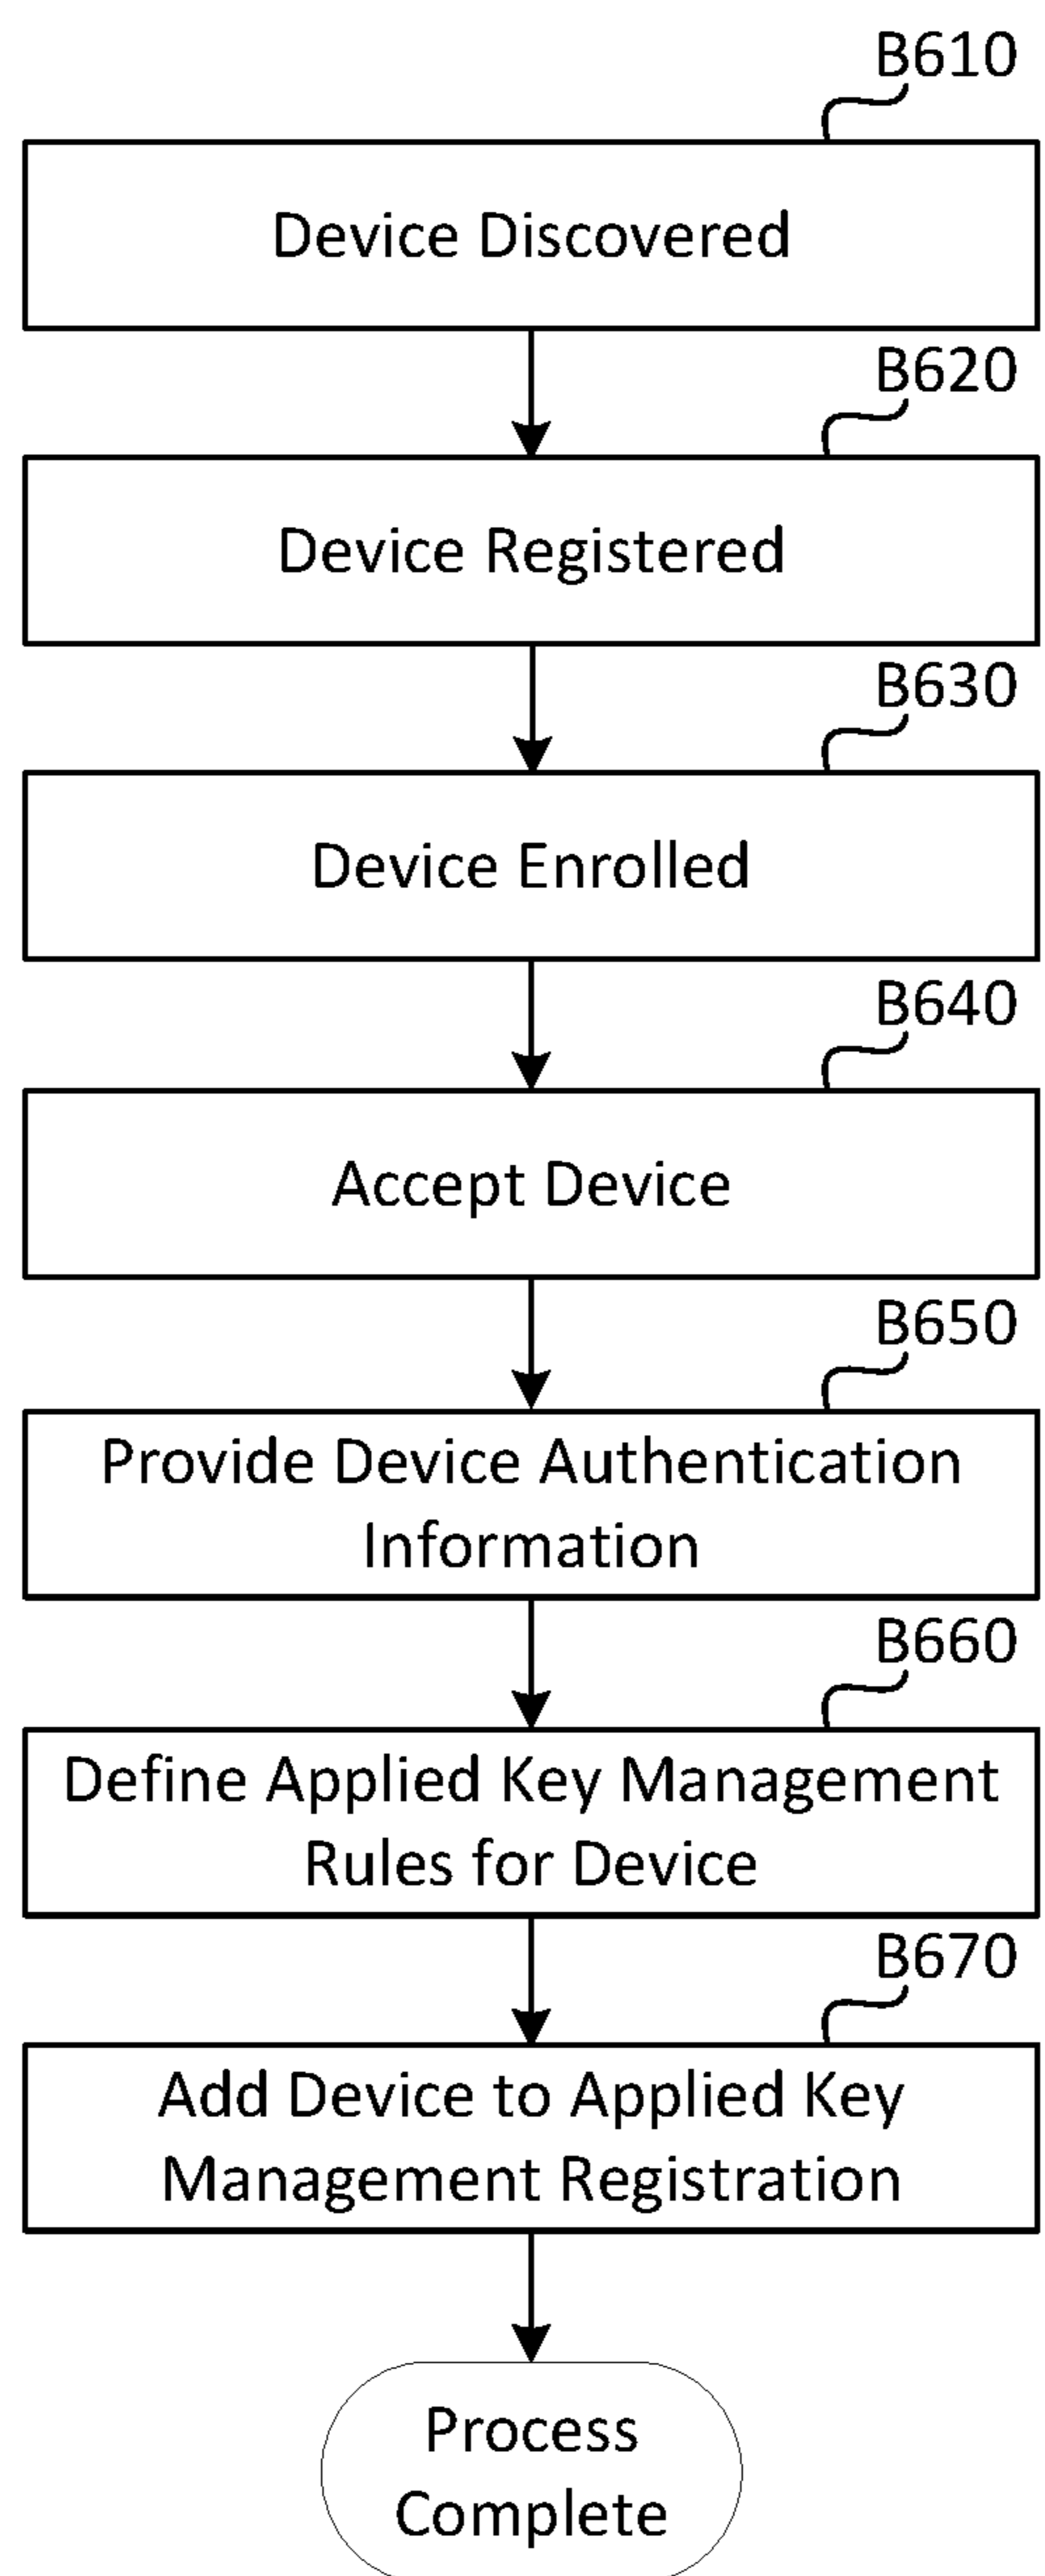 B610
Device Discovered
B620
Device Registered
B630
Device Enrolled
B640
Accept Device
B650
Provide Device Authentication
Information
B660
Define Applied Key Management
Rules for Device
B670
Add Device to Applied Key
Management Registration
Process
Complete